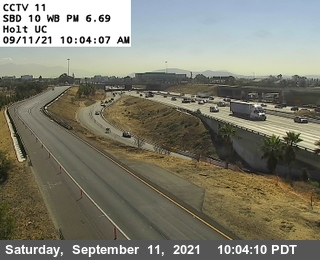 CCTV 11
SBD 10 WB PM 6.69
Holt UC
09/11/21 10:04:07 AM
Saturday, September 11, 2021 10:04:10 PDT